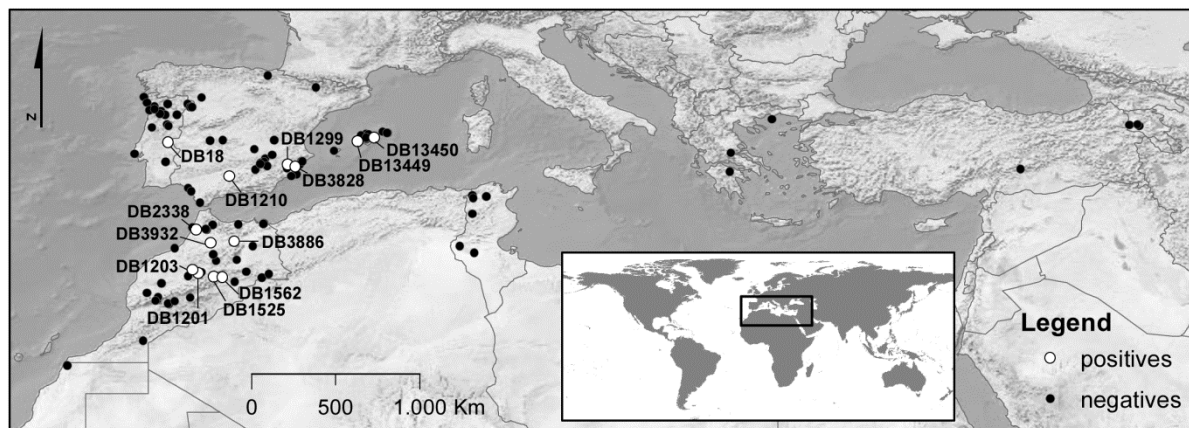 z
DB1299
DB13450
DB18
DB13449
DB3828
DB1210
DB2338
DB3932
DB3886
DB1203
DB1562
DB1525
DB1201
0 500 1.000 Km
Legend
positives
negatives